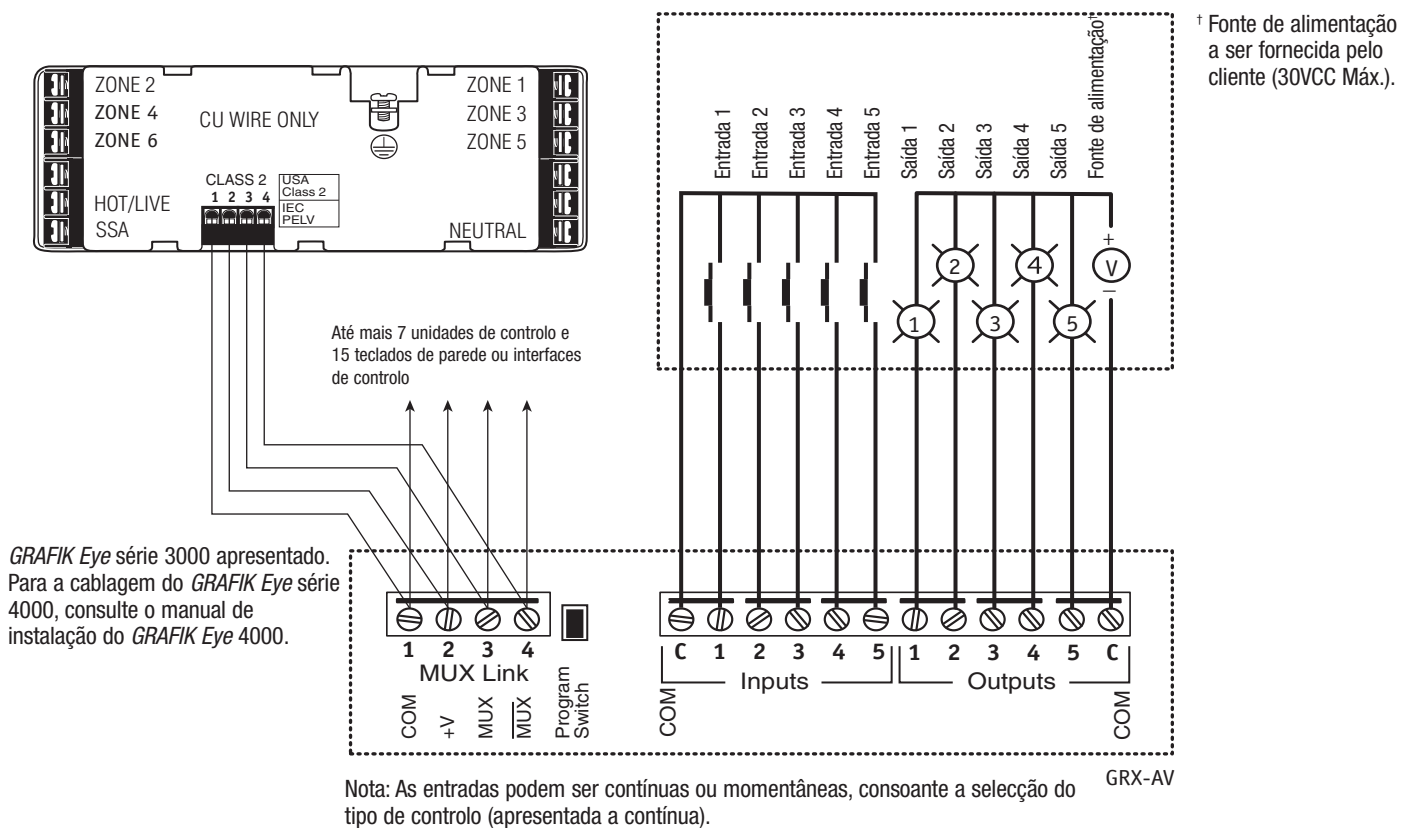 † Fonte de alimentação
a ser fornecida pelo
cliente (30VCC Máx.).
ZONE 2
ZONE 4
ZONE 6
CU WIRE ONLY
ZONE 1
ZONE 3
ZONE 5
CLASS 2
1 2 3 4
USA
Class 2
IEC
PELV
HOT/LIVE
SSA
NEUTRAL
Entrada 1
Entrada 2
Entrada 3
Entrada 4
Entrada 5
Saída 1
Saída 2
Saída 3
Saída 4
Saída 5
Fonte de alimentação†
1
2
3
4
5
+
V
–
Até mais 7 unidades de controlo e
15 teclados de parede ou interfaces
de controlo
GRAFIK Eye série 3000 apresentado.
Para a cablagem do GRAFIK Eye série
4000, consulte o manual de
instalação do GRAFIK Eye 4000.
1 2 3 4
MUX Link
COM
+V
MUX
M̅U̅X̅
Program
Switch
C 1 2 3 4 5 1 2 3 4 5 C
Inputs
Outputs
COM
COM
GRX-AV
Nota: As entradas podem ser contínuas ou momentâneas, consoante a selecção do
tipo de controlo (apresentada a contínua).